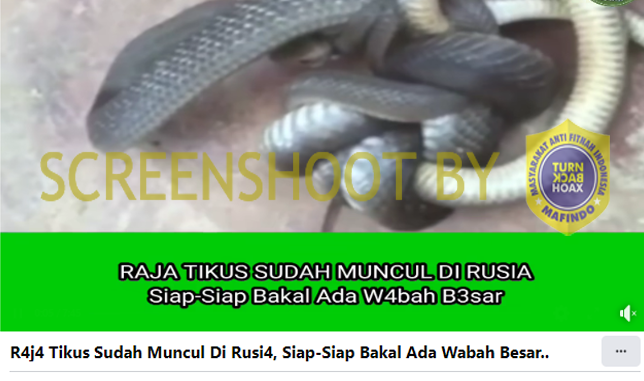 SCREENSHOOT BY
MASYARAKAT ANTI FITNAH INDONESIA
TURN
BACK
HOAX
MAFINDO
RAJA TIKUS SUDAH MUNCUL DI RUSIA
Siap-Siap Bakal Ada W4bah B3sar
R4j4 Tikus Sudah Muncul Di Rusi4, Siap-Siap Bakal Ada Wabah Besar..